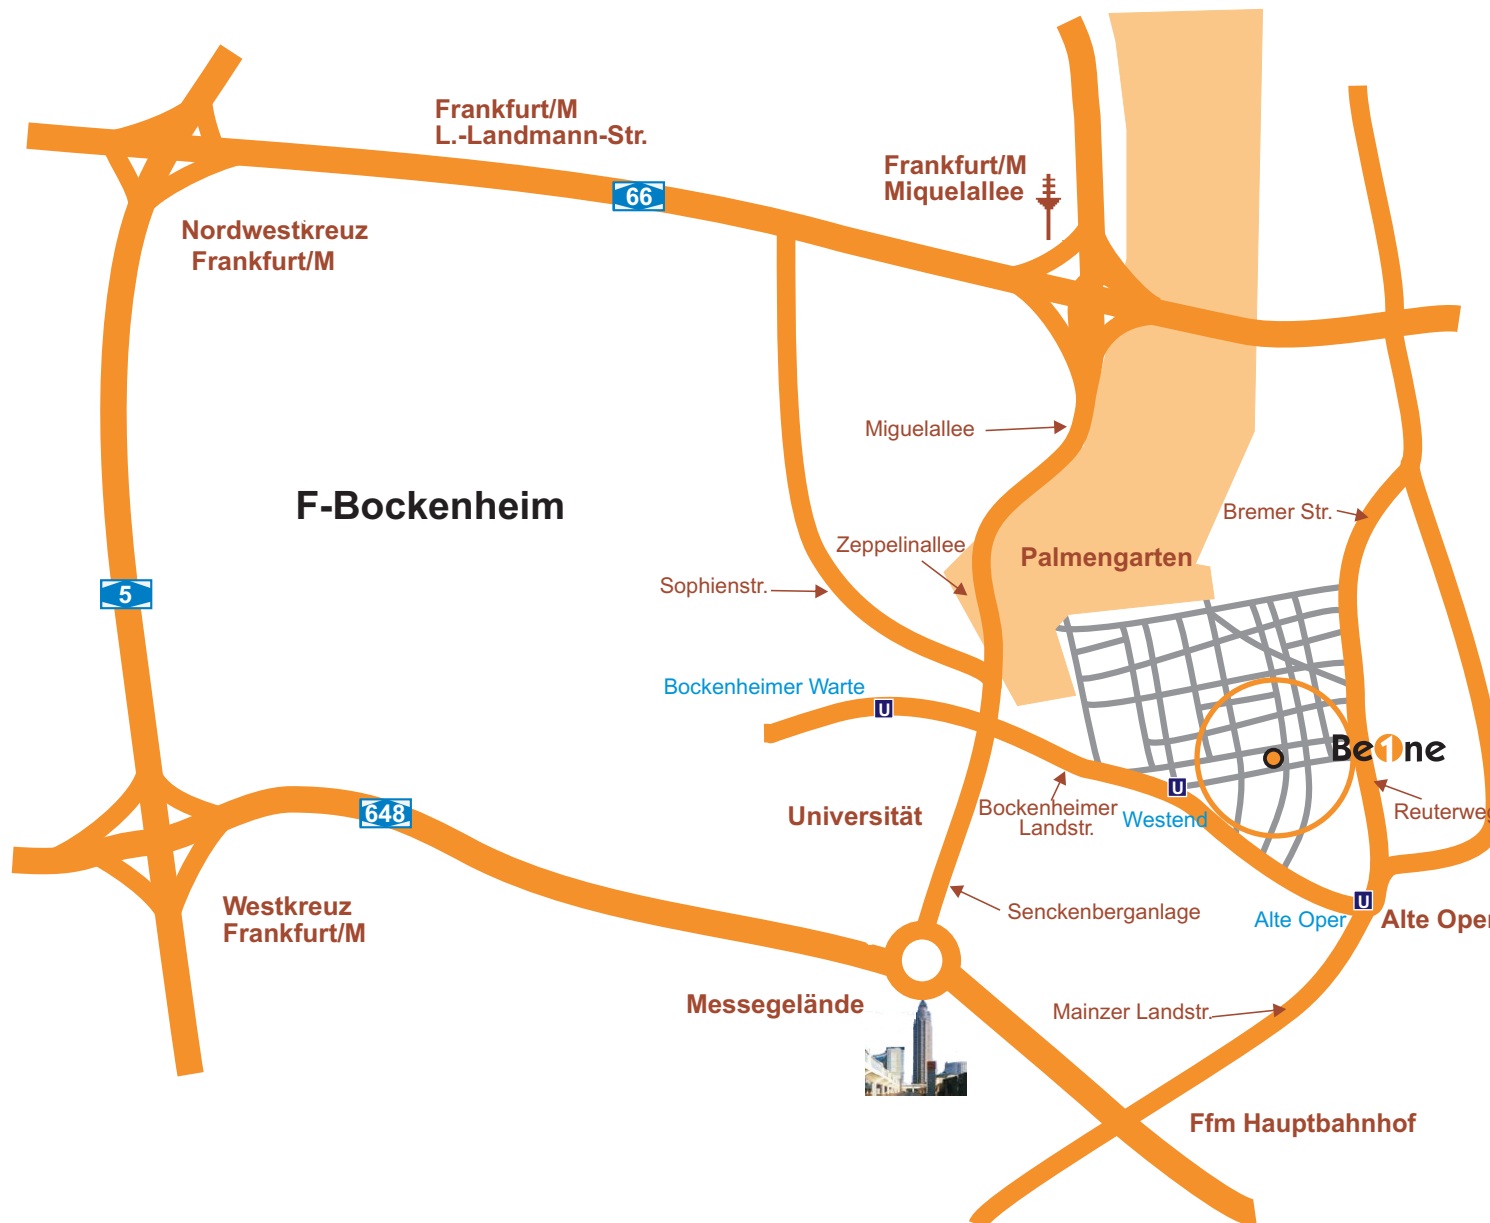 Frankfurt/M
L.-Landmann-Str.
Frankfurt/M
Miquelallee
66
Nordwestkreuz
Frankfurt/M
Miguelallee
F-Bockenheim
Bremer Str.
Zeppelinallee
Palmengarten
5
Sophienstr.
Bockenheimer Warte
U
Be1ne
U
648
Universität
Bockenheimer
Landstr.
Westend
Reuterweg
Westkreuz
Frankfurt/M
U
Senckenberganlage
Alte Oper
Alte Oper
Messegelände
Mainzer Landstr.
Ffm Hauptbahnhof